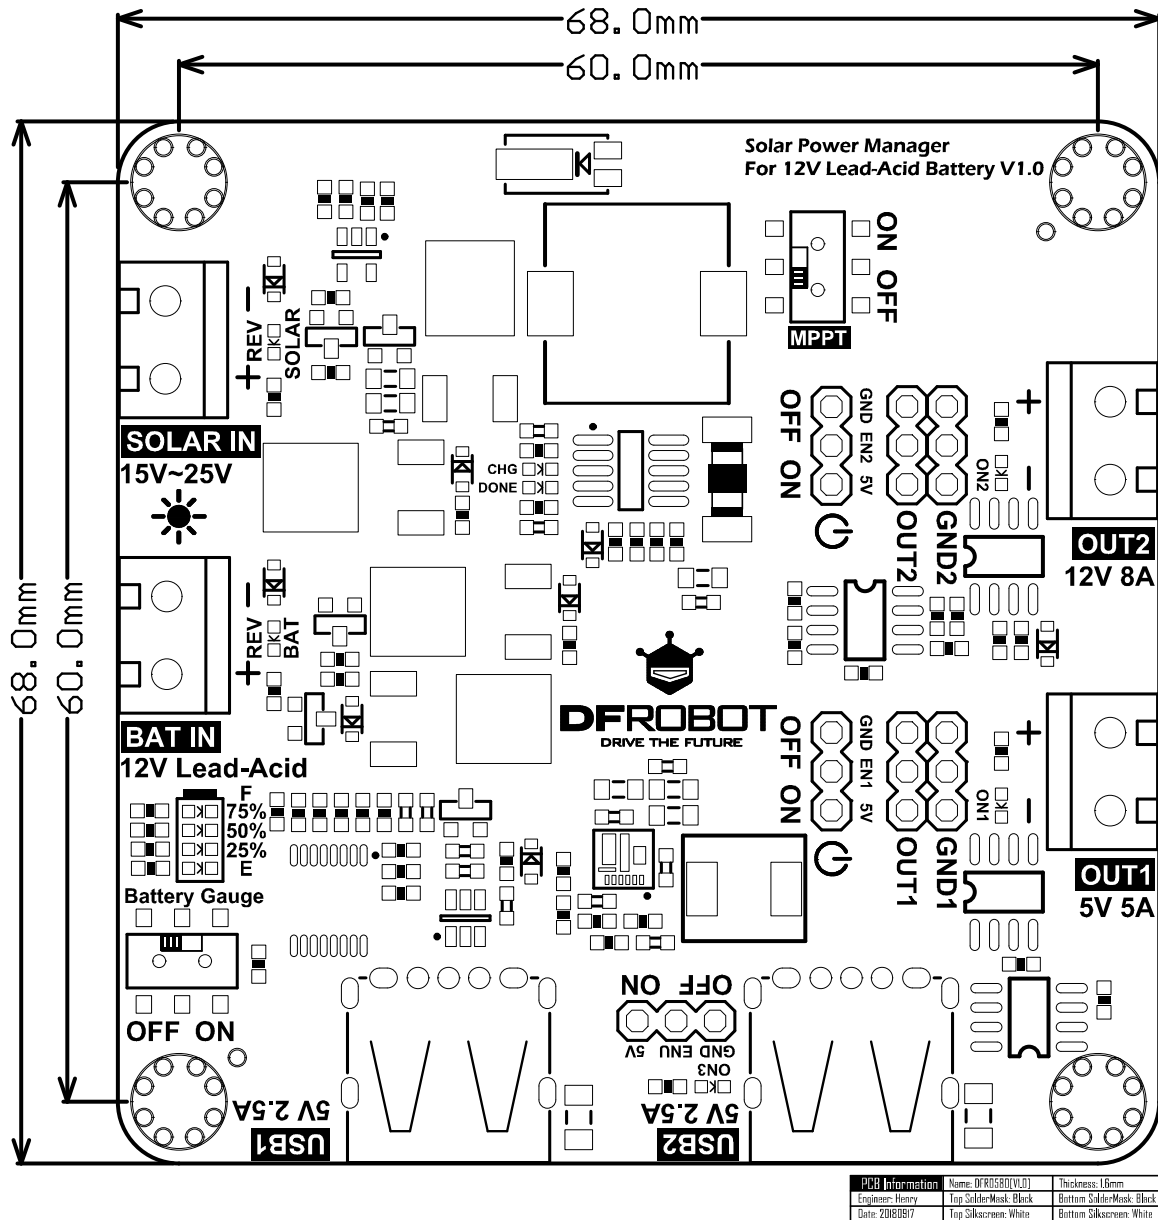 68.0mm
60.0mm
68.0mm
60.0mm
Solar Power Manager
For 12V Lead-Acid Battery V1.0
ON OFF
MPPT
- REV +
SOLAR
SOLAR IN
15V~25V
CHG
DONE
OFF ON
GND EN2 5V
OUT2
GND2
ON2
+
-
OUT2
12V 8A
- REV +
BAT
BAT IN
12V Lead-Acid
F
75%
50%
25%
E
Battery Gauge
OFF ON
DFROBOT
DRIVE THE FUTURE
OFF ON
GND EN1 5V
OUT1
GND1
ON1
+
-
OUT1
5V 5A
OFF ON
GND ENU 5V
ON3
5V 2.5A
USB1
5V 2.5A
USB2
PCB Information Name: DFR0580[V1.0] Thickness: 1.6mm
Engineer: Henry Top SolderMask: Black Bottom SolderMask: Black
Date: 20180917 Top Silkscreen: White Bottom Silkscreen: White